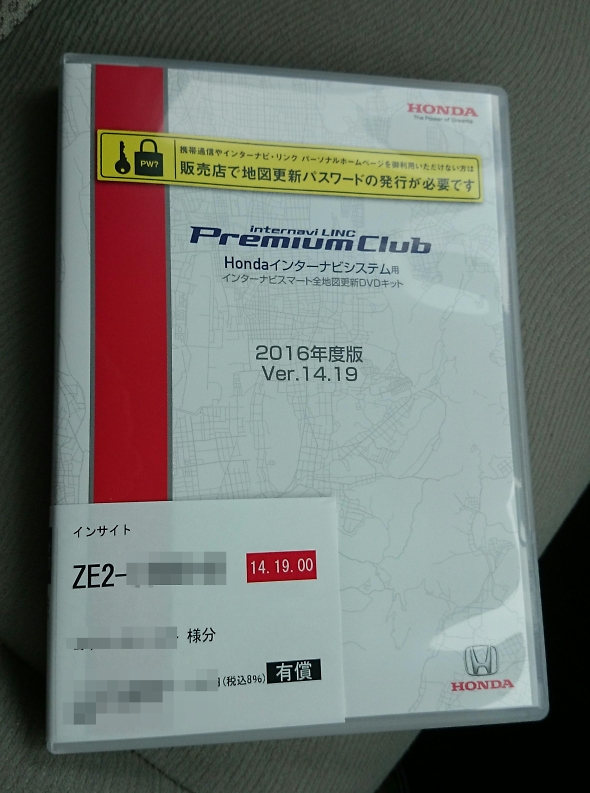 HONDA
The Power of Dreams
PW?
携帯通信やインターナビ・リンク パーソナルホームページを御利用いただけない方は
販売店で地図更新パスワードの発行が必要です
internavi LINC
Premium Club
Hondaインターナビシステム用
インターナビスマート全地図更新DVDキット
2016年度版
Ver.14.19
インサイト
ZE2-
14.19.00
様分
円(税込8%)
有償
HONDA